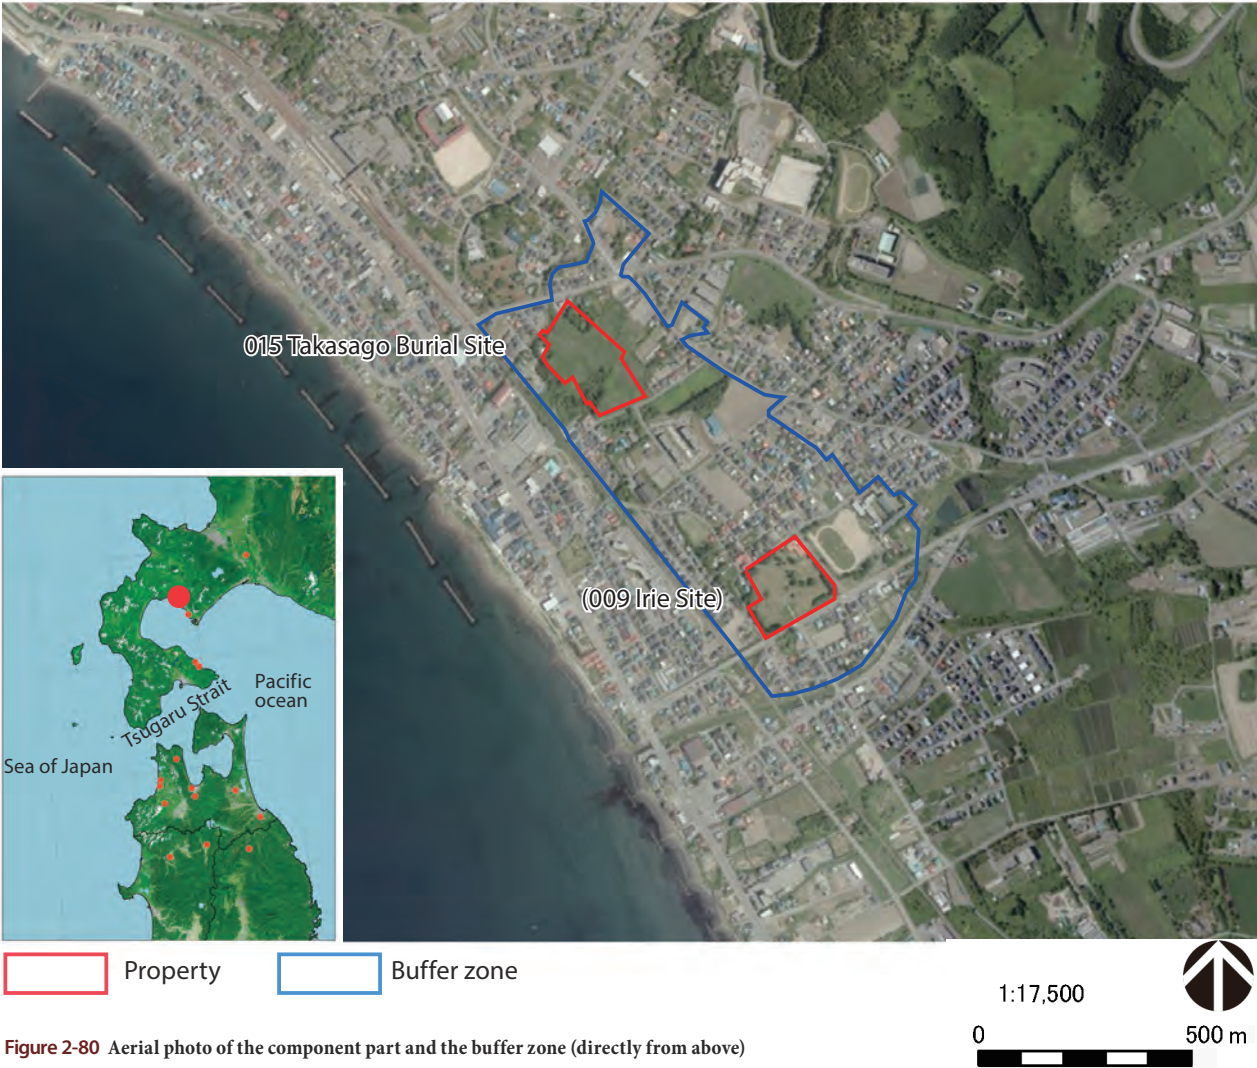 015 Takasago Burial Site
(009 Irie Site)
Pacific
ocean
Tsugaru Strait
Sea of Japan
Property
Buffer zone
1:17,500
0 500 m
Figure 2-80 Aerial photo of the component part and the buffer zone (directly from above)